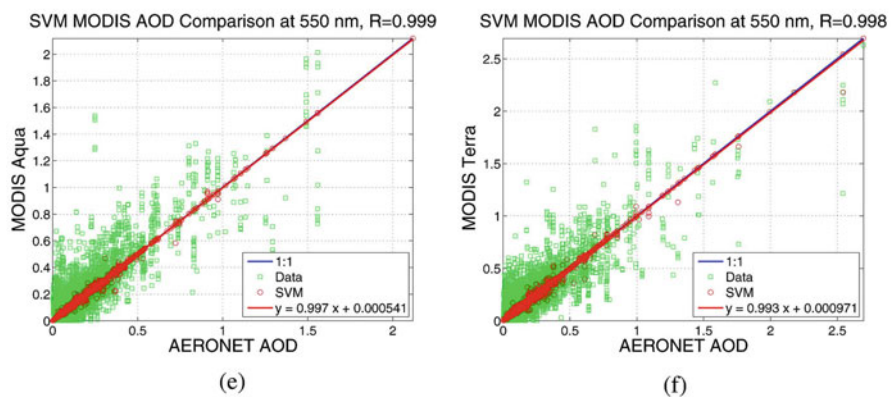 SVM MODIS AOD Comparison at 550 nm, R=0.999
MODIS Aqua
2
1.8
1.6
1.4
1.2
1
0.8
0.6
0.4
0.2
0
0
0.5
1
1.5
2
1:1
Data
SVM
y = 0.997 x + 0.000541
AERONET AOD
(e)
SVM MODIS AOD Comparison at 550 nm, R=0.998
MODIS Terra
2.5
2
1.5
1
0.5
0
0
0.5
1
1.5
2
2.5
1:1
Data
SVM
y = 0.993 x + 0.000971
AERONET AOD
(f)